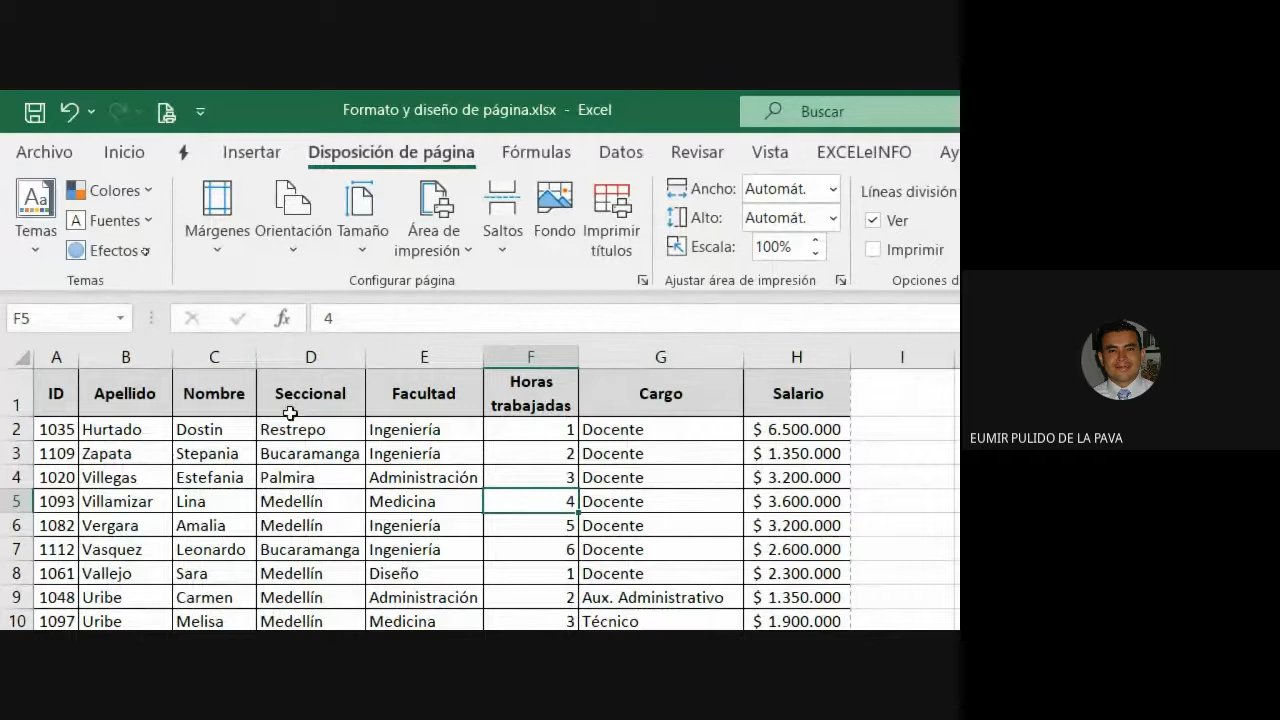 Formato y diseño de página.xlsx - Excel
Buscar
Archivo Inicio Insertar Disposición de página Fórmulas Datos Revisar Vista EXCELeINFO Ay
Aa Temas
Colores
A Fuentes
Efectos
Márgenes Orientación Tamaño Área de impresión Saltos Fondo Imprimir títulos
Ancho: Automát.
Alto: Automát.
Escala: 100%
Líneas división
Ver
Imprimir
Temas Configurar página Ajustar área de impresión Opciones d
F5 fx 4
A B C D E F G H I
1 ID Apellido Nombre Seccional Facultad Horas trabajadas Cargo Salario
2 1035 Hurtado Dostin Restrepo Ingeniería 1 Docente $ 6.500.000
3 1109 Zapata Stepania Bucaramanga Ingeniería 2 Docente $ 1.350.000
4 1020 Villegas Estefania Palmira Administración 3 Docente $ 3.200.000
5 1093 Villamizar Lina Medellín Medicina 4 Docente $ 3.600.000
6 1082 Vergara Amalia Medellín Ingeniería 5 Docente $ 3.200.000
7 1112 Vasquez Leonardo Bucaramanga Ingeniería 6 Docente $ 2.600.000
8 1061 Vallejo Sara Medellín Diseño 1 Docente $ 2.300.000
9 1048 Uribe Carmen Medellín Administración 2 Aux. Administrativo $ 1.350.000
10 1097 Uribe Melisa Medellín Medicina 3 Técnico $ 1.900.000
EUMIR PULIDO DE LA PAVA